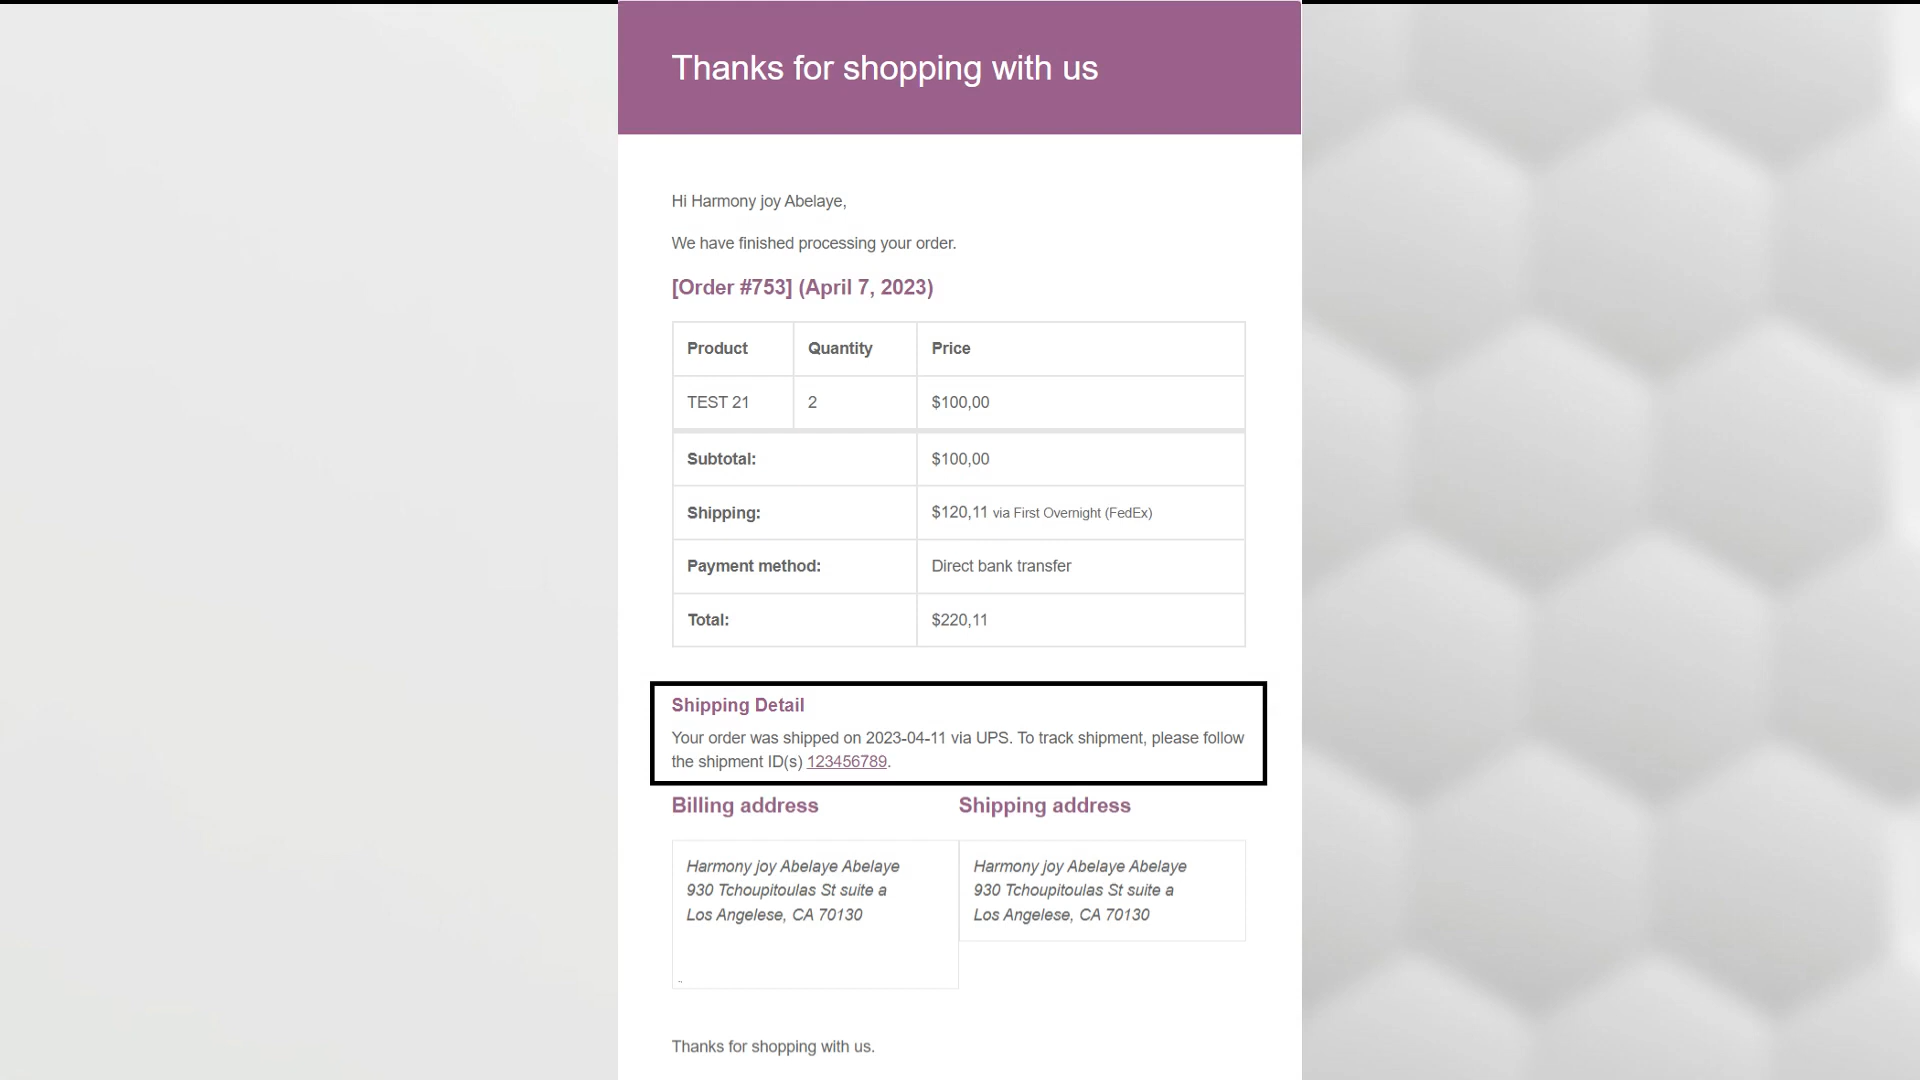 Thanks for shopping with us
Hi Harmony joy Abelaye,
We have finished processing your order.
[Order #753] (April 7, 2023)
Product Quantity Price
TEST 21 2 $100,00
Subtotal: $100,00
Shipping: $120,11 via First Overnight (FedEx)
Payment method: Direct bank transfer
Total: $220,11
Shipping Detail
Your order was shipped on 2023-04-11 via UPS. To track shipment, please follow
the shipment ID(s) 123456789.
Billing address Shipping address
Harmony joy Abelaye Abelaye Harmony joy Abelaye Abelaye
930 Tchoupitoulas St suite a 930 Tchoupitoulas St suite a
Los Angelese, CA 70130 Los Angelese, CA 70130
Thanks for shopping with us.